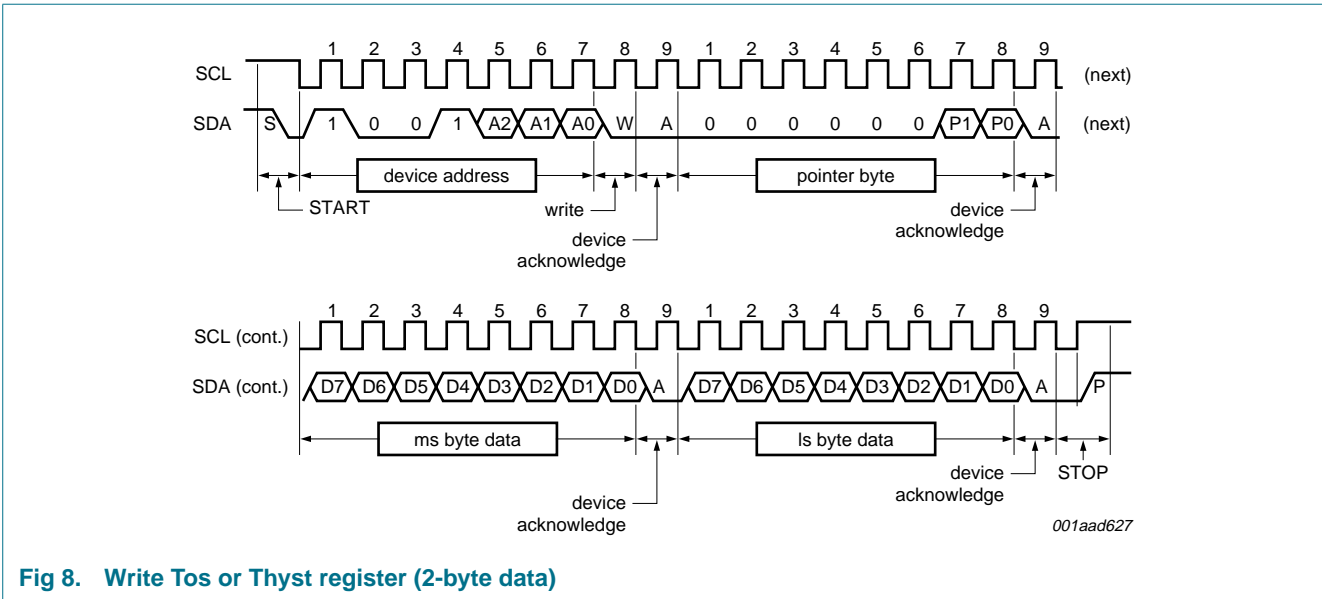 1 2 3 4 5 6 7 8 9 1 2 3 4 5 6 7 8 9
SCL (next)
SDA S 1 0 0 1 A2 A1 A0 W A 0 0 0 0 0 0 P1 P0 A (next)
device address pointer byte
START write device
device acknowledge
acknowledge
1 2 3 4 5 6 7 8 9 1 2 3 4 5 6 7 8 9
SCL (cont.)
SDA (cont.) D7 D6 D5 D4 D3 D2 D1 D0 A D7 D6 D5 D4 D3 D2 D1 D0 A P
ms byte data ls byte data
device STOP
device acknowledge
acknowledge 001aad627
Fig 8. Write Tos or Thyst register (2-byte data)